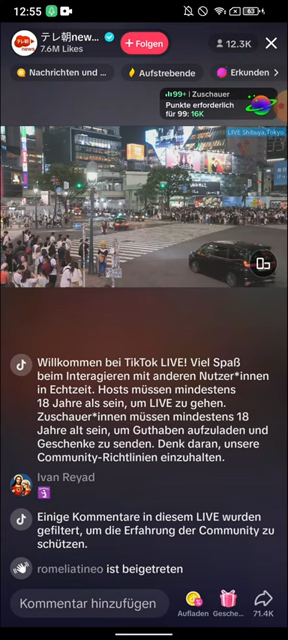 12:55
63
テレ朝new...
7.6M Likes
+ Folgen
12.3K
Nachrichten und ...
Aufstrebende
Erkunden
99+ | Zuschauer
Punkte erforderlich
für 99: 16K
LIVE Shibuya,Tokyo
Willkommen bei TikTok LIVE! Viel Spaß
beim Interagieren mit anderen Nutzer*innen
in Echtzeit. Hosts müssen mindestens
18 Jahre als sein, um LIVE zu gehen.
Zuschauer*innen müssen mindestens 18
Jahre alt sein, um Guthaben aufzuladen und
Geschenke zu senden. Denk daran, unsere
Community-Richtlinien einzuhalten.
Ivan Reyad
Einige Kommentare in diesem LIVE wurden
gefiltert, um die Erfahrung der Community zu
schützen.
romeliatineo ist beigetreten
Kommentar hinzufügen
Aufladen
Gesche...
71.4K